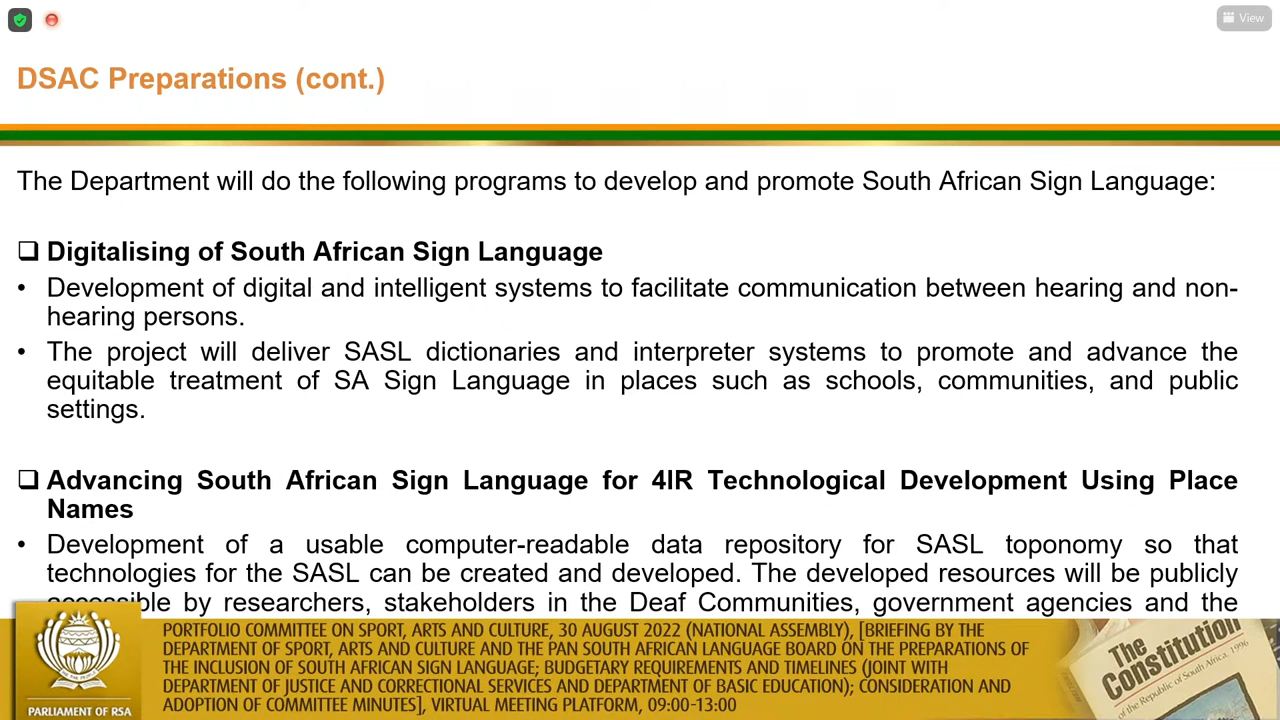 View
DSAC Preparations (cont.)
The Department will do the following programs to develop and promote South African Sign Language:
❑ Digitalising of South African Sign Language
• Development of digital and intelligent systems to facilitate communication between hearing and non-
hearing persons.
• The project will deliver SASL dictionaries and interpreter systems to promote and advance the
equitable treatment of SA Sign Language in places such as schools, communities, and public
settings.
❑ Advancing South African Sign Language for 4IR Technological Development Using Place
Names
• Development of a usable computer-readable data repository for SASL toponomy so that
technologies for the SASL can be created and developed. The developed resources will be publicly
accessible by researchers, stakeholders in the Deaf Communities, government agencies and the
PORTFOLIO COMMITTEE ON SPORT, ARTS AND CULTURE, 30 AUGUST 2022 (NATIONAL ASSEMBLY), [BRIEFING BY THE
DEPARTMENT OF SPORT, ARTS AND CULTURE AND THE PAN SOUTH AFRICAN LANGUAGE BOARD ON THE PREPARATIONS OF
THE INCLUSION OF SOUTH AFRICAN SIGN LANGUAGE; BUDGETARY REQUIREMENTS AND TIMELINES (JOINT WITH
DEPARTMENT OF JUSTICE AND CORRECTIONAL SERVICES AND DEPARTMENT OF BASIC EDUCATION); CONSIDERATION AND
ADOPTION OF COMMITTEE MINUTES], VIRTUAL MEETING PLATFORM, 09:00-13:00
PARLIAMENT OF RSA
The
Constitution
of the Republic of South Africa, 1996